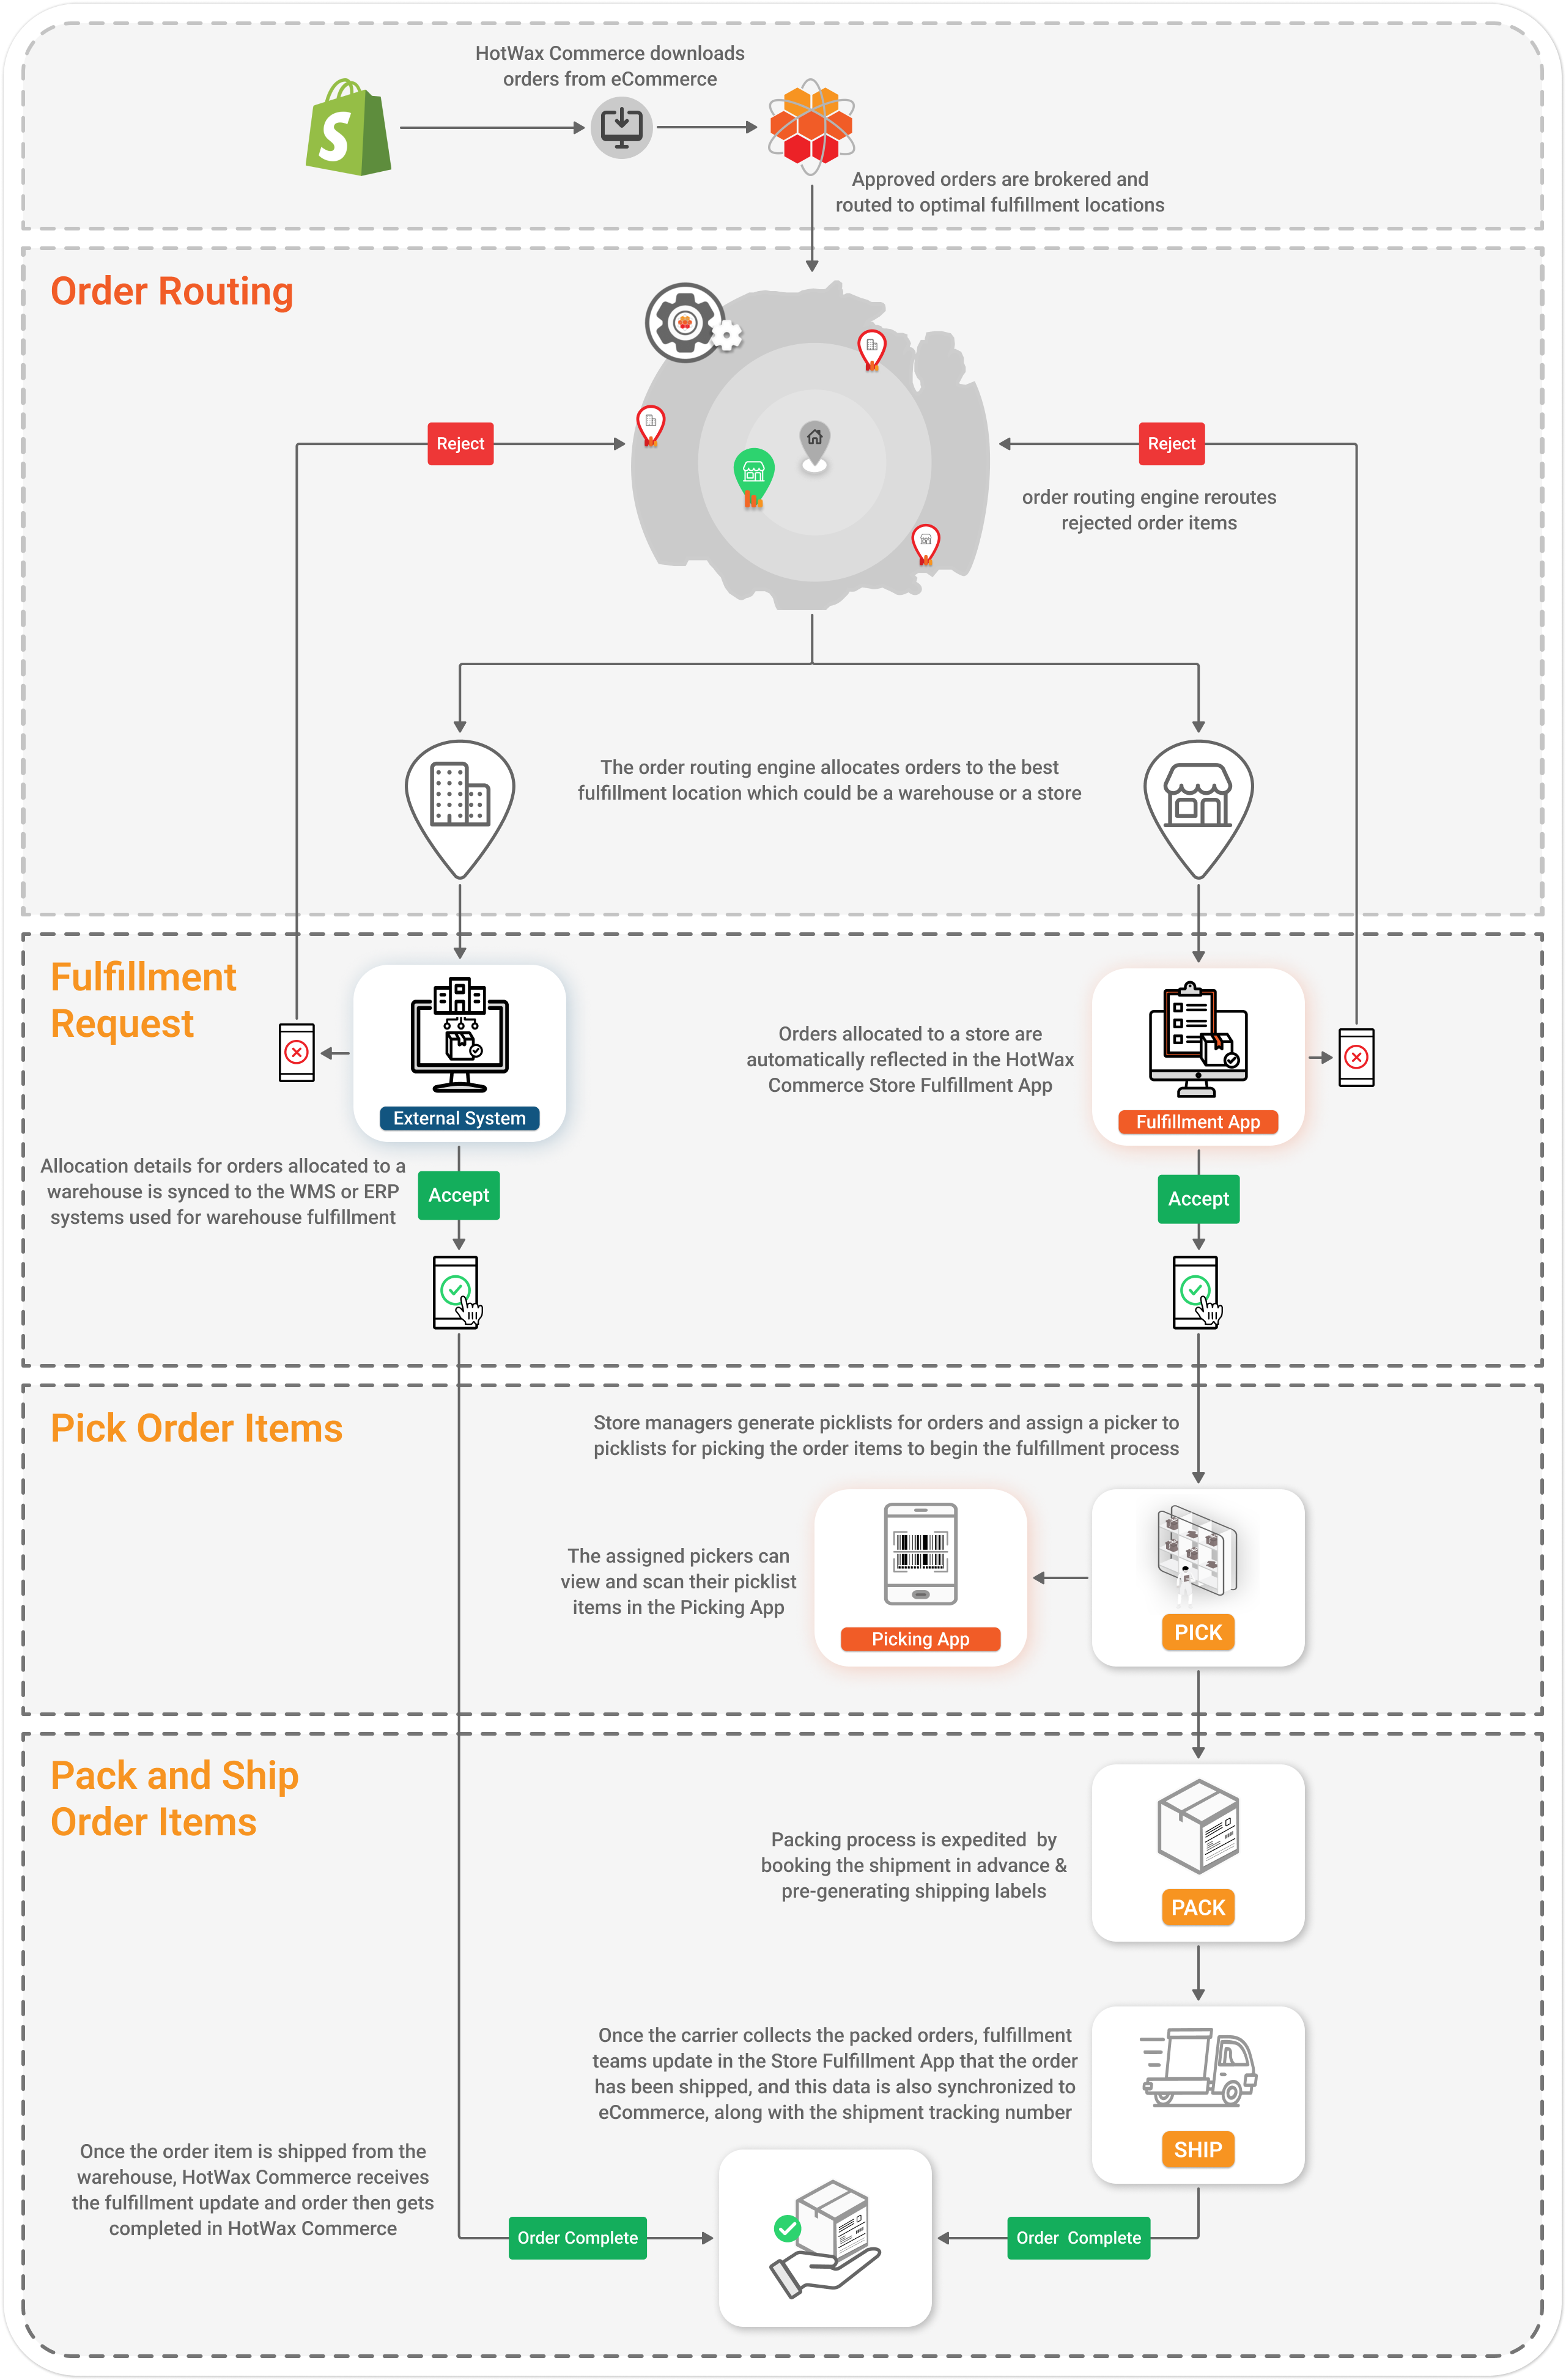 HotWax Commerce downloads
orders from eCommerce
S
Approved orders are brokered and
routed to optimal fulfillment locations
Order Routing
Reject
Reject
order routing engine reroutes
rejected order items
The order routing engine allocates orders to the best
fulfillment location which could be a warehouse or a store
Fulfillment
Request
External System
Orders allocated to a store are
automatically reflected in the HotWax
Commerce Store Fulfillment App
Fulfillment App
Allocation details for orders allocated to a
warehouse is synced to the WMS or ERP
systems used for warehouse fulfillment
Accept
Accept
Pick Order Items
Store managers generate picklists for orders and assign a picker to
picklists for picking the order items to begin the fulfillment process
The assigned pickers can
view and scan their picklist
items in the Picking App
Picking App
PICK
Pack and Ship
Order Items
Packing process is expedited by
booking the shipment in advance &
pre-generating shipping labels
PACK
Once the carrier collects the packed orders, fulfillment
teams update in the Store Fulfillment App that the order
has been shipped, and this data is also synchronized to
eCommerce, along with the shipment tracking number
SHIP
Once the order item is shipped from the
warehouse, HotWax Commerce receives
the fulfillment update and order then gets
completed in HotWax Commerce
Order Complete
Order Complete